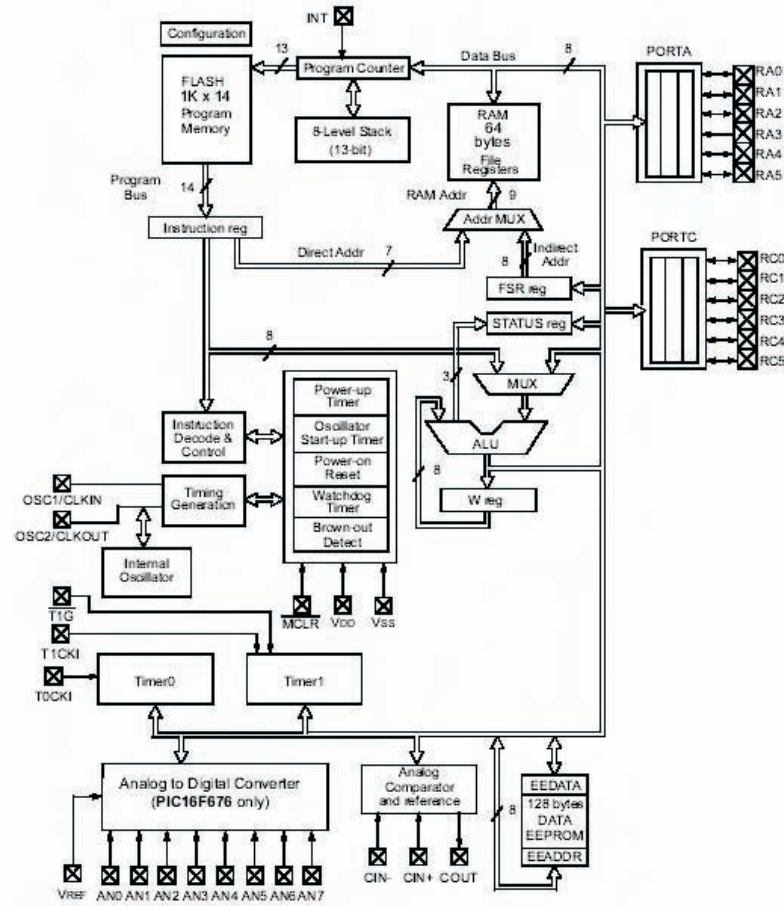 INT
Configuration
13
Program Counter
Data Bus
8
PORTA
FLASH
1K x 14
Program
Memory
8-Level Stack
(13-bit)
RAM
64
bytes
File
Registers
RA0
RA1
RA2
RA3
RA4
RA5
Program
Bus
14
RAM Addr
9
Addr MUX
Instruction reg
Direct Addr
7
8
Indirect
Addr
FSR reg
STATUS reg
PORTC
RC0
RC1
RC2
RC3
RC4
RC5
8
3
MUX
Power-up
Timer
Oscillator
Start-up Timer
Power-on
Reset
Watchdog
Timer
Brown-out
Detect
Instruction
Decode &
Control
ALU
8
W reg
OSC1/CLKIN
OSC2/CLKOUT
Timing
Generation
Internal
Oscillator
MCLR
VDD
VSS
T1G
T1CKI
T0CKI
Timer0
Timer1
Analog to Digital Converter
(PIC16F676 only)
Analog
Comparator
and reference
8
EEDATA
128 bytes
DATA
EEPROM
EEADDR
VREF
AN0
AN1
AN2
AN3
AN4
AN5
AN6
AN7
CIN-
CIN+
COUT